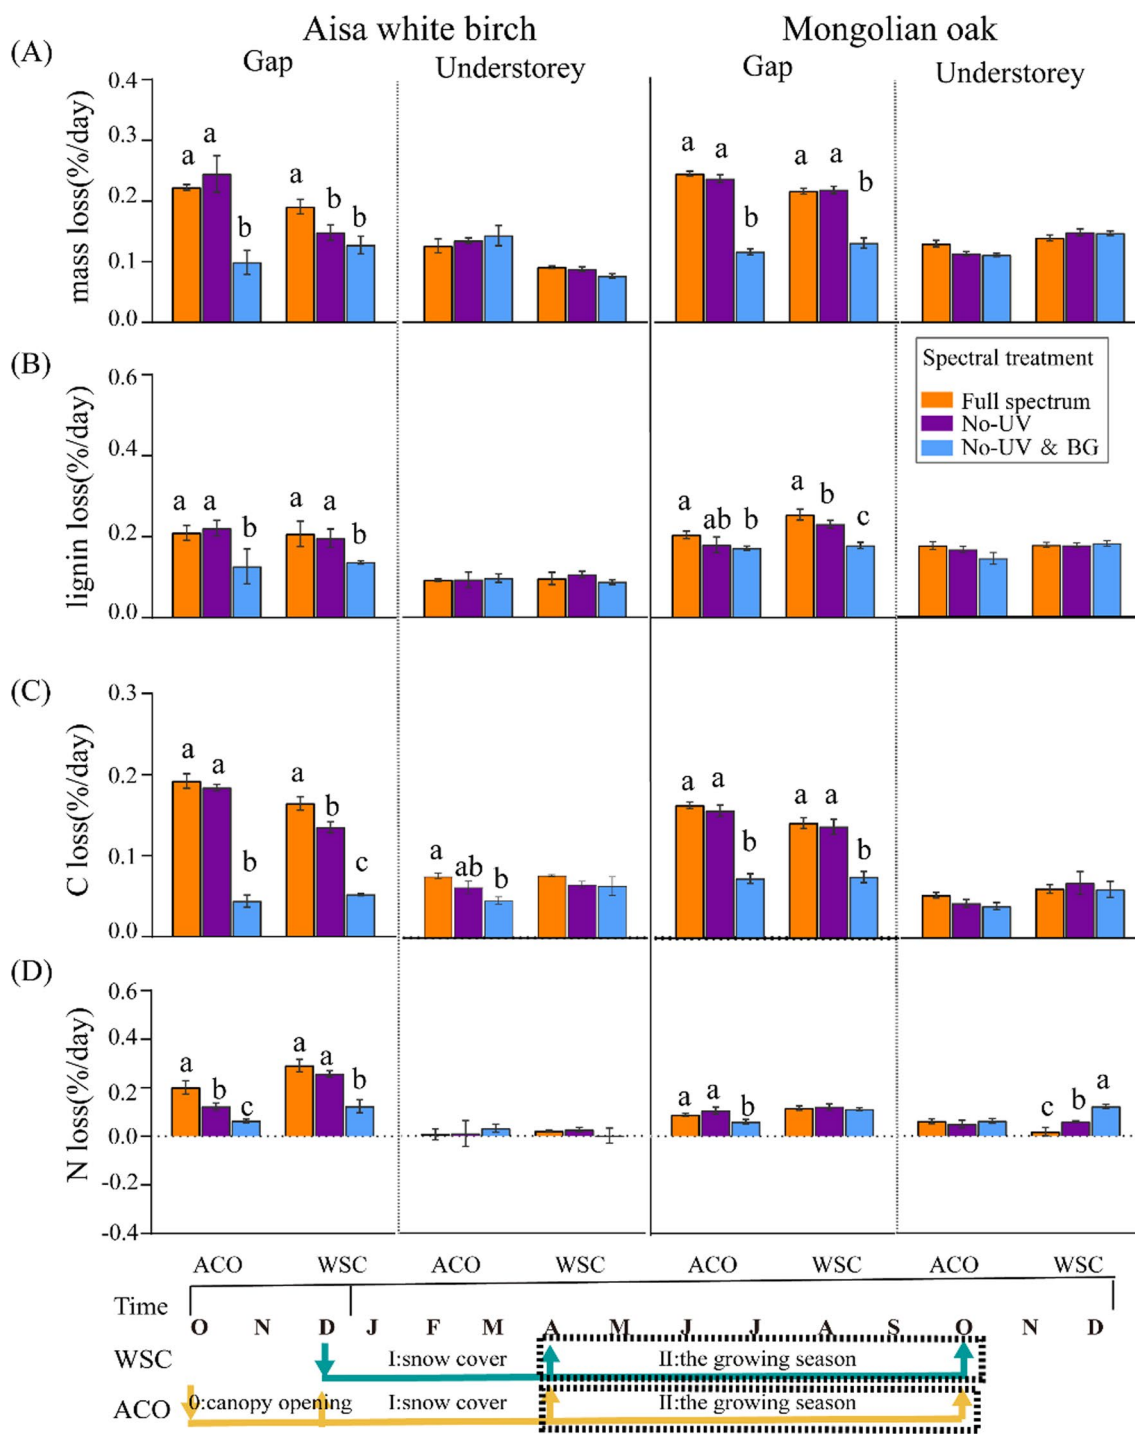 Aisa white birch
Mongolian oak
(A)
Gap
Understorey
Gap
Understorey
mass loss(%/day)
0.4
0.3
0.2
0.1
0.0
a
a
b
a
b
b
a
a
b
a
a
b
(B)
lignin loss(%/day)
0.6
0.4
0.2
0.0
a
a
b
a
a
b
a
ab
b
a
b
c
Spectral treatment
Full spectrum
No-UV
No-UV & BG
(C)
C loss(%/day)
0.3
0.2
0.1
0.0
a
a
b
a
b
c
a
ab
b
a
a
b
a
a
b
(D)
N loss(%/day)
0.6
0.4
0.2
0.0
-0.2
-0.4
a
b
c
a
a
b
a
a
b
c
b
a
ACO WSC ACO WSC ACO WSC ACO WSC
Time
O N D J F M A M J J A S O N D
WSC I:snow cover II:the growing season
ACO 0:canopy opening I:snow cover II:the growing season